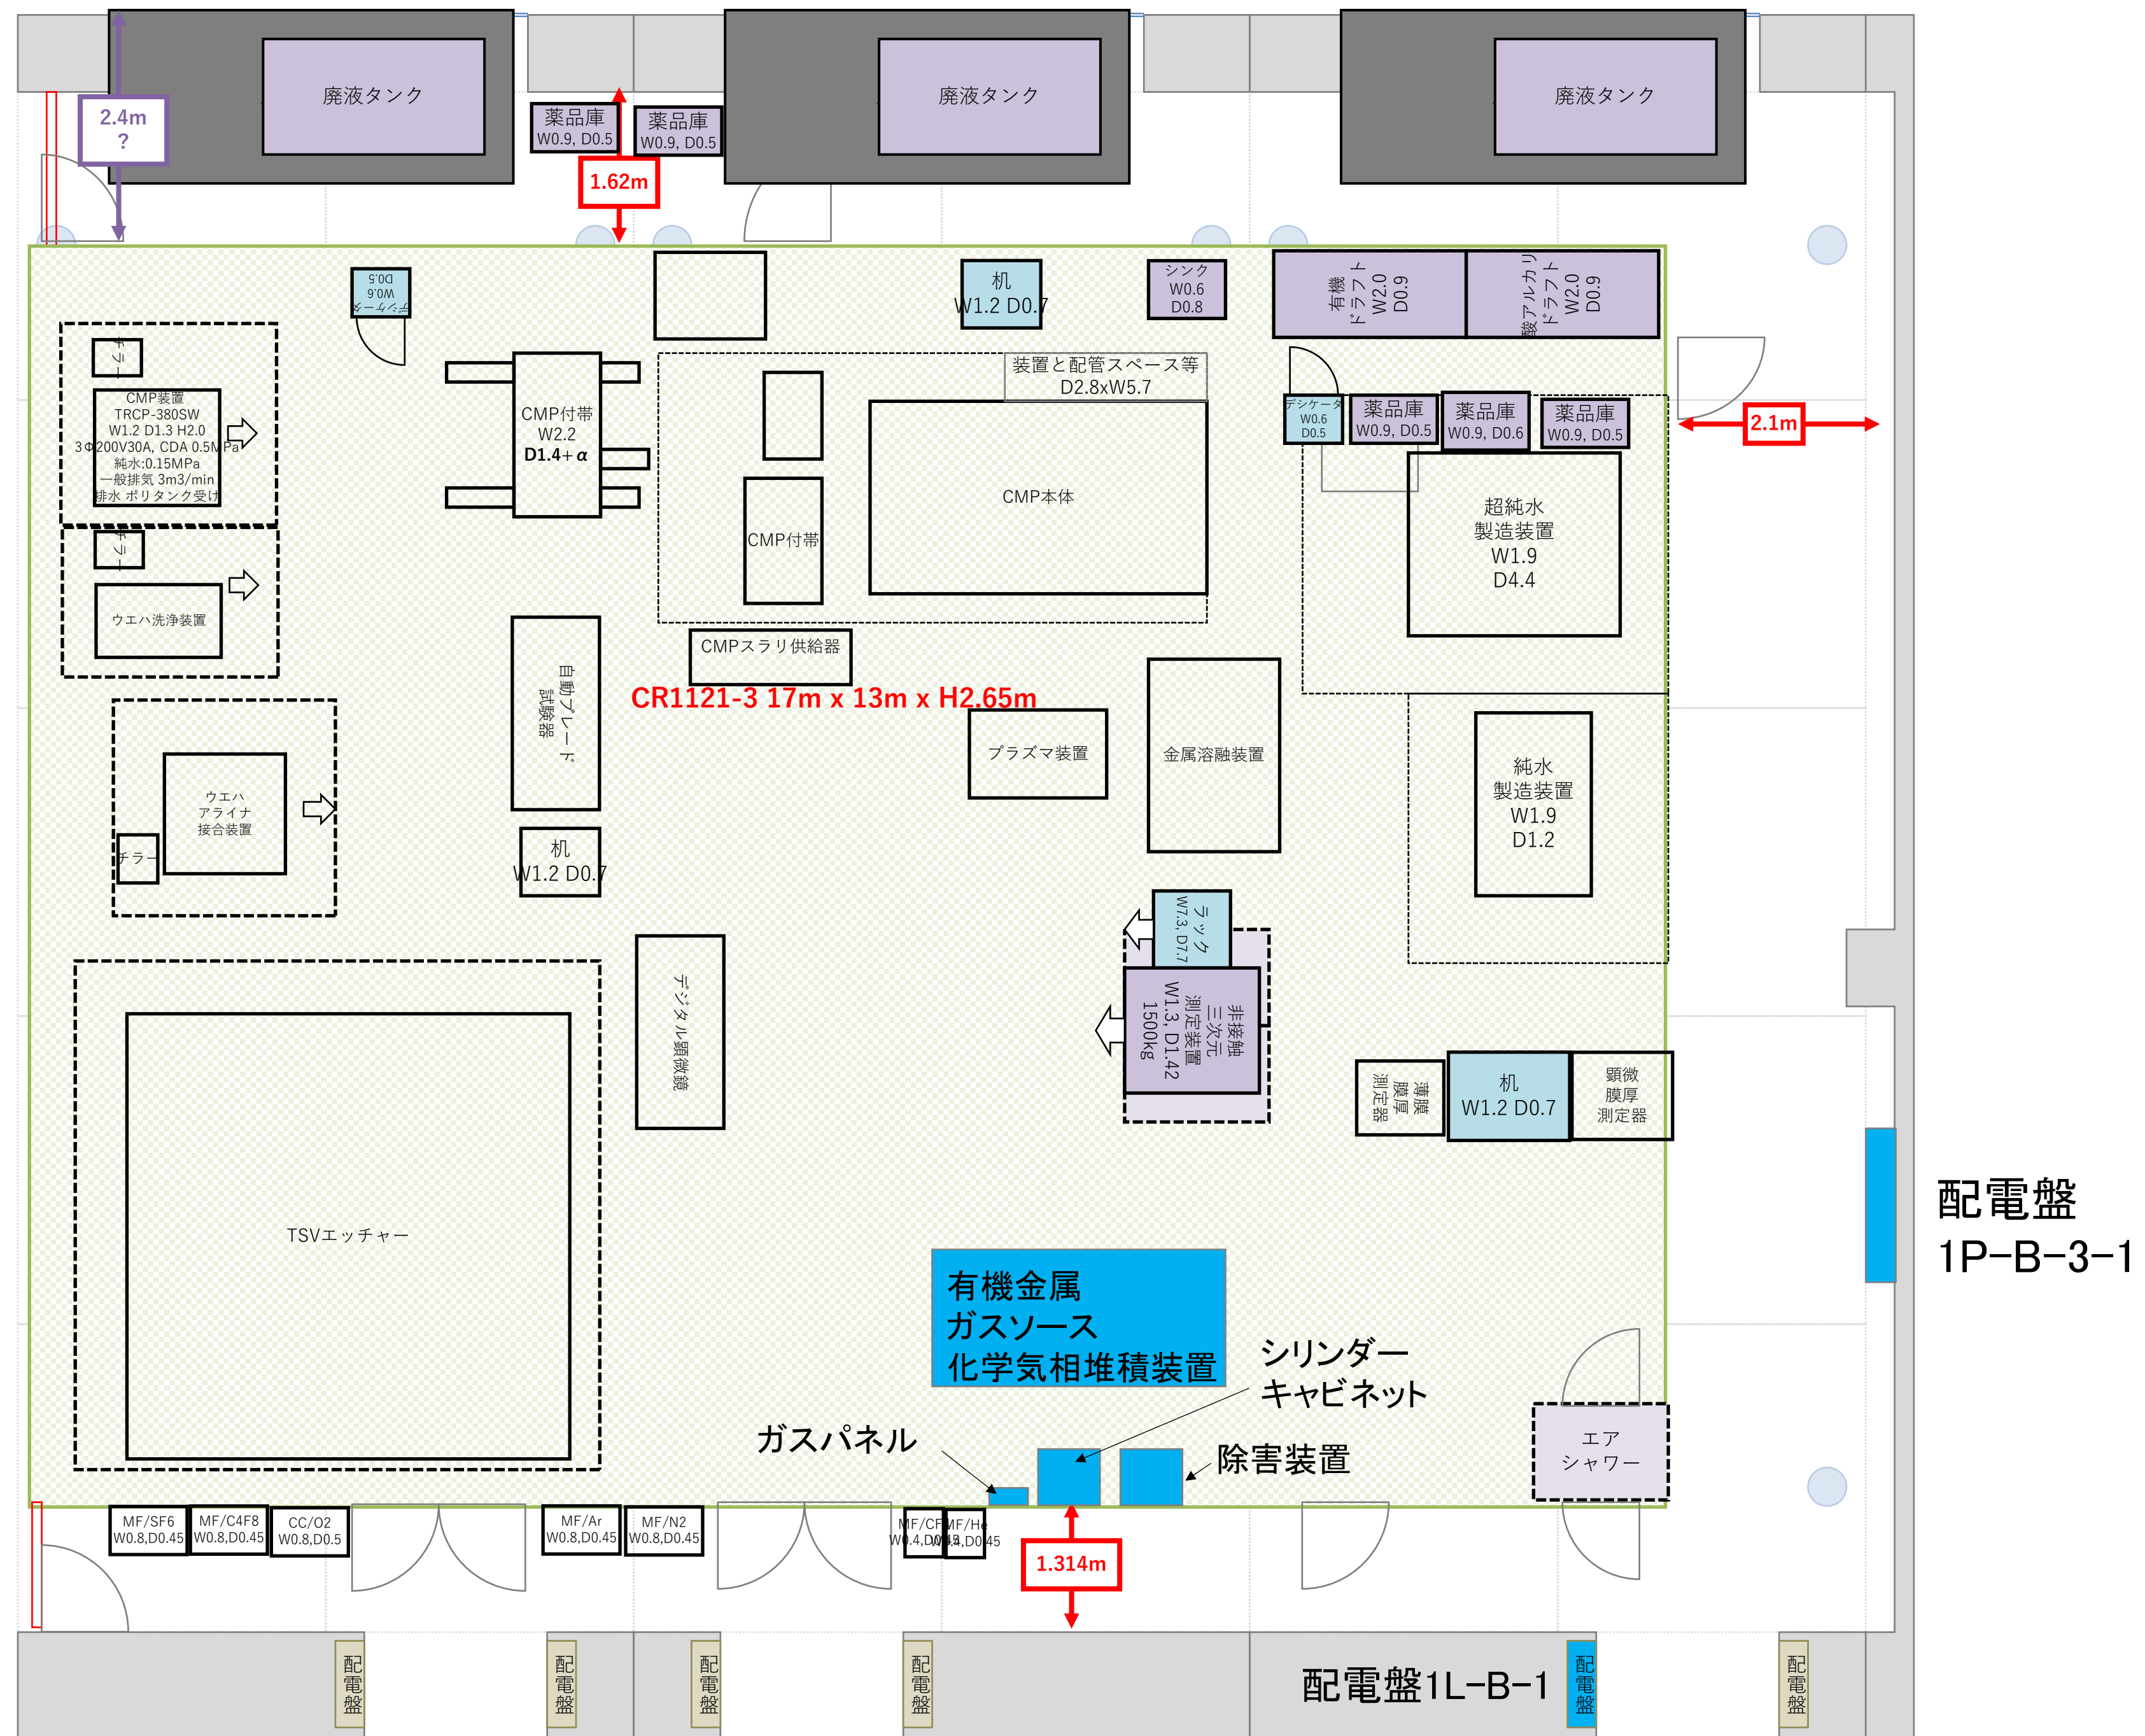 廃液タンク
廃液タンク
廃液タンク
2.4m
?
薬品庫
W0.9, D0.5
薬品庫
W0.9, D0.5
1.62m
デシケータ
W0.6
D0.5
机
W1.2 D0.7
シンク
W0.6
D0.8
有機
ドラフト
W2.0
D0.9
酸アルカリ
ドラフト
W2.0
D0.9
チラー
CMP装置
TRCP-380SW
W1.2 D1.3 H2.0
3Φ200V30A, CDA 0.5MPa
純水:0.15MPa
一般排気 3m3/min
排水 ポリタンク受け
CMP付帯
W2.2
D1.4+α
装置と配管スペース等
D2.8xW5.7
CMP本体
CMP付帯
デシケータ
W0.6
D0.5
薬品庫
W0.9, D0.5
薬品庫
W0.9, D0.6
薬品庫
W0.9, D0.5
2.1m
超純水
製造装置
W1.9
D4.4
チラー
ウエハ洗浄装置
CMPスラリ供給器
自動ブレード
試験器
CR1121-3 17m x 13m x H2.65m
プラズマ装置
金属溶融装置
純水
製造装置
W1.9
D1.2
ウエハ
アライナ
接合装置
チラー
机
W1.2 D0.7
ラック
W7.3, D7.7
デジタル顕微鏡
非接触
三次元
測定装置
W1.3, D1.42
1500kg
薄膜
膜厚
測定器
机
W1.2 D0.7
顕微
膜厚
測定器
配電盤
1P-B-3-1
TSVエッチャー
有機金属
ガスソース
化学気相堆積装置
シリンダー
キャビネット
ガスパネル
除害装置
エア
シャワー
MF/SF6
W0.8,D0.45
MF/C4F8
W0.8,D0.45
CC/O2
W0.8,D0.5
MF/Ar
W0.8,D0.45
MF/N2
W0.8,D0.45
MF/He
1.314m
配電盤
配電盤
配電盤
配電盤
配電盤1L-B-1
配電盤
配電盤